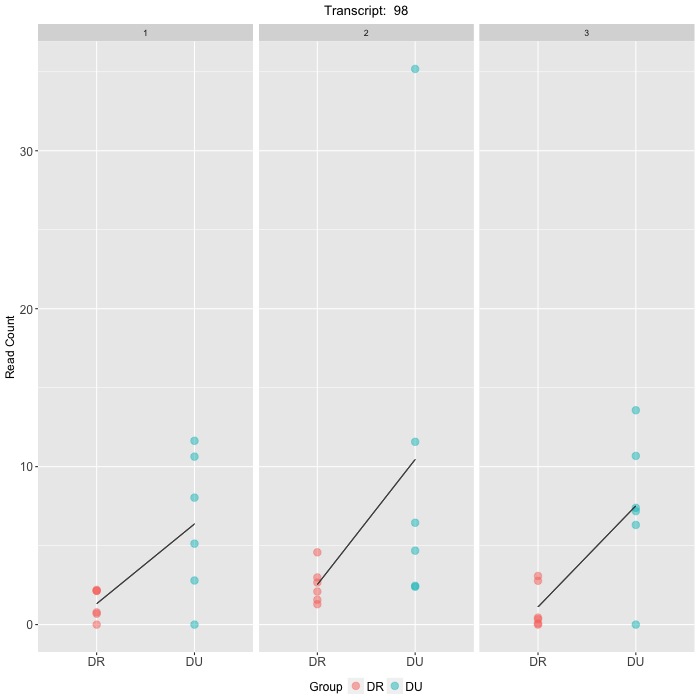 Transcript:  98
1 2 3
Read Count
30
20
10
0
DR DU DR DU DR DU
Group DR DU